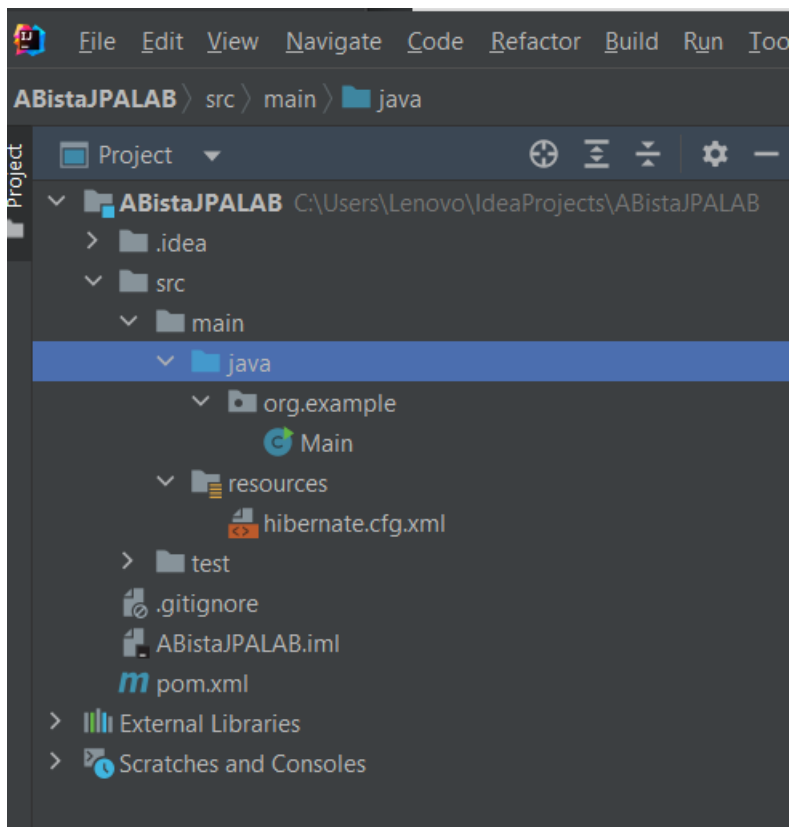 File Edit View Navigate Code Refactor Build Run Too
ABistaJPALAB src main java
Project
Project
ABistaJPALAB C:\Users\Lenovo\IdeaProjects\ABistaJPALAB
.idea
src
main
java
org.example
Main
resources
hibernate.cfg.xml
test
.gitignore
ABistaJPALAB.iml
pom.xml
External Libraries
Scratches and Consoles